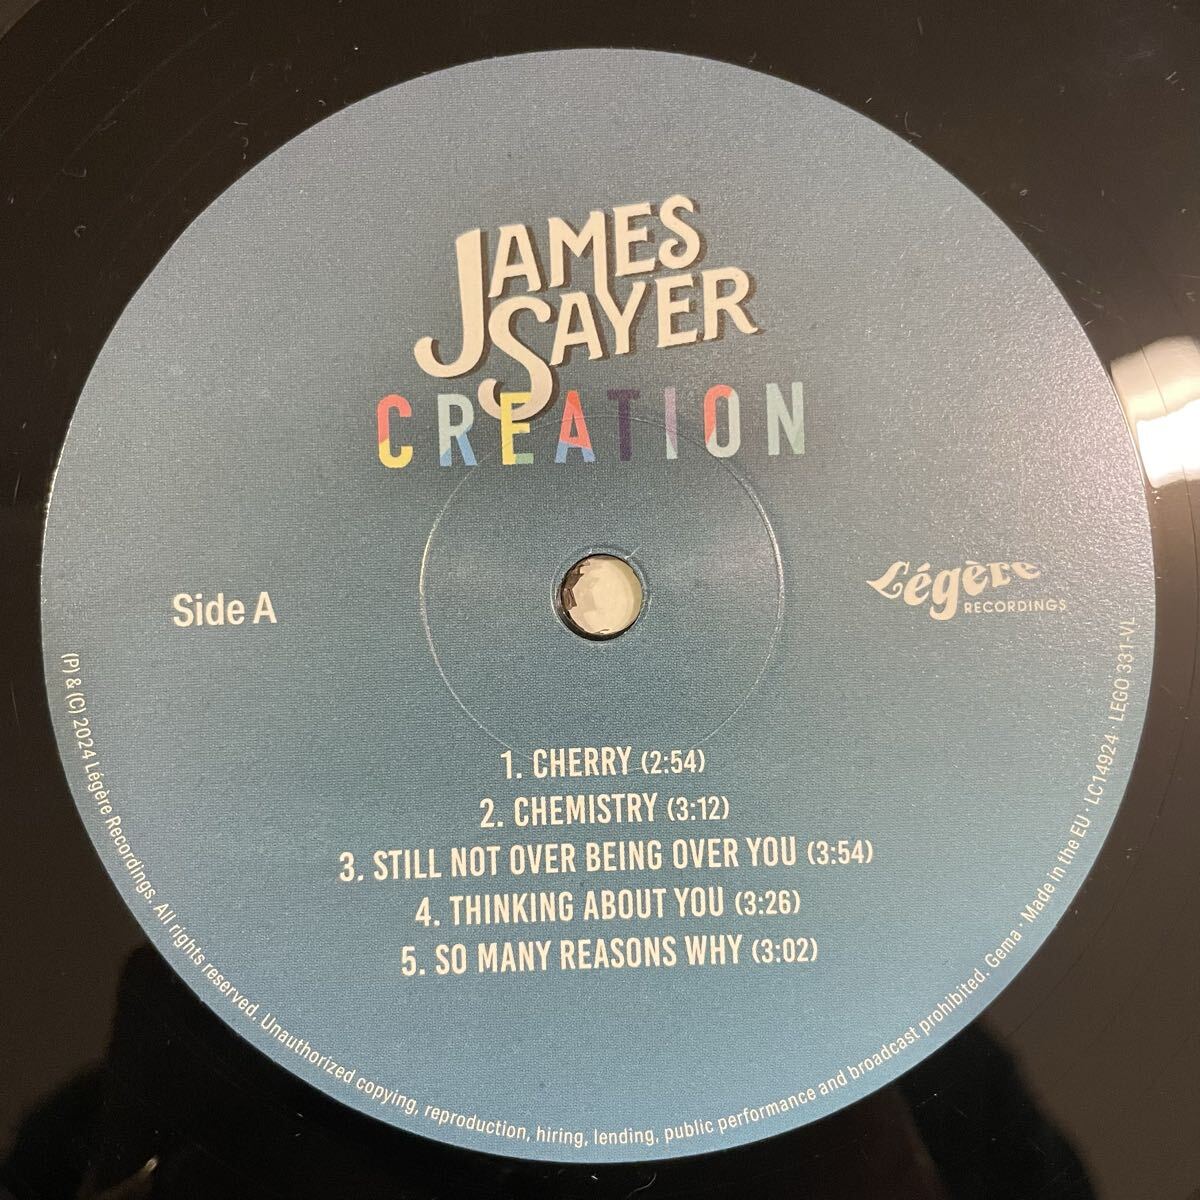 JAMES
SAYER
CREATION
Side A
Légère
RECORDINGS
1. CHERRY (2:54)
2. CHEMISTRY (3:12)
3. STILL NOT OVER BEING OVER YOU (3:54)
4. THINKING ABOUT YOU (3:26)
5. SO MANY REASONS WHY (3:02)
(P) & (C) 2024 Légère Recordings. All rights reserved. Unauthorized copying, reproduction, hiring, lending, public performance and broadcast prohibited. Gema · Made in the EU · LC14924 · LEGO 331-VL